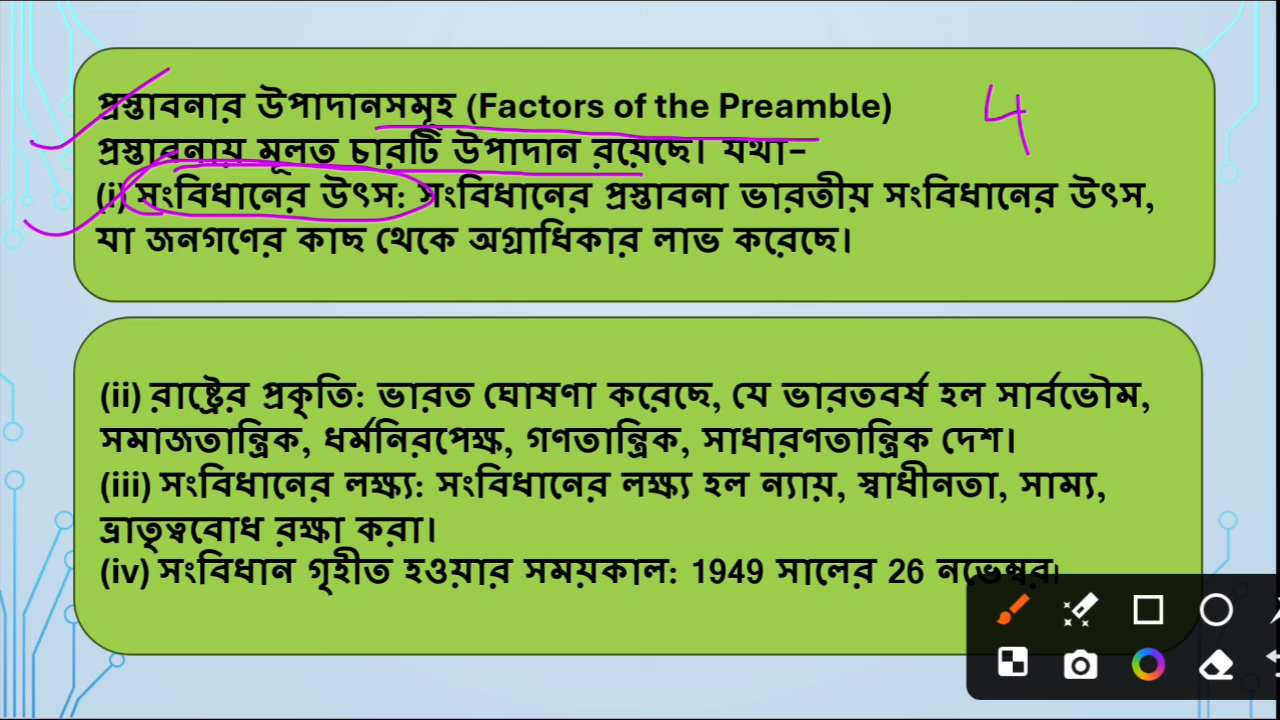 প্রস্তাবনার উপাদানসমূহ (Factors of the Preamble)
4
প্রস্তাবনায় মূলত চারটি উপাদান রয়েছে। যথা–
(i) সংবিধানের উৎস: সংবিধানের প্রস্তাবনা ভারতীয় সংবিধানের উৎস,
যা জনগণের কাছ থেকে অগ্রাধিকার লাভ করেছে।
(ii) রাষ্ট্রের প্রকৃতি: ভারত ঘোষণা করেছে, যে ভারতবর্ষ হল সার্বভৌম,
সমাজতান্ত্রিক, ধর্মনিরপেক্ষ, গণতান্ত্রিক, সাধারণতান্ত্রিক দেশ।
(iii) সংবিধানের লক্ষ্য: সংবিধানের লক্ষ্য হল ন্যায়, স্বাধীনতা, সাম্য,
ভ্রাতৃত্ববোধ রক্ষা করা।
(iv) সংবিধান গৃহীত হওয়ার সময়কাল: 1949 সালের 26 নভেম্বর।